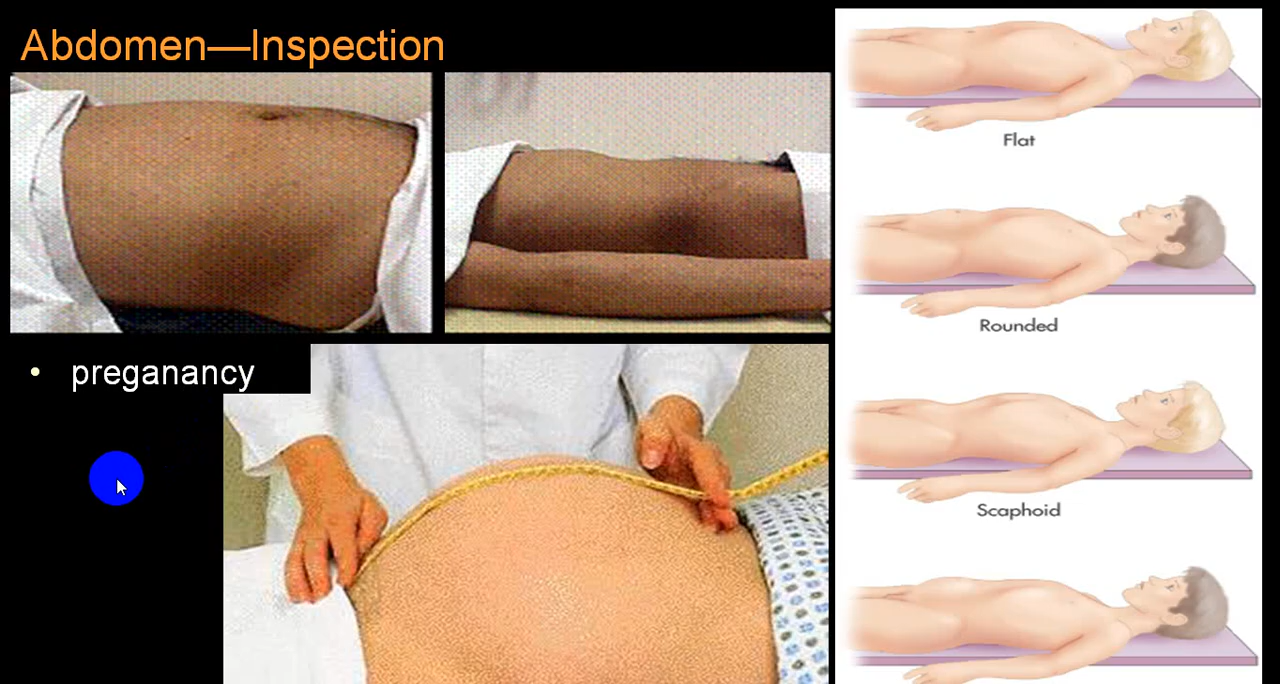 Abdomen—Inspection
• preganancy
Flat
Rounded
Scaphoid